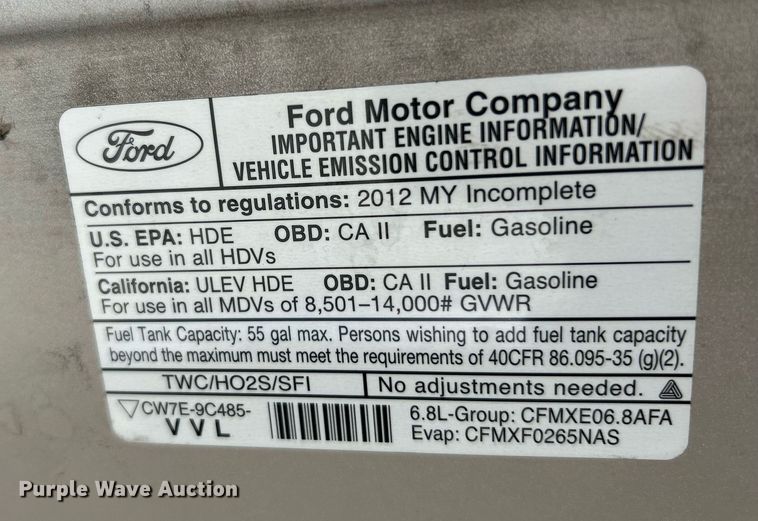 Ford
Ford Motor Company
IMPORTANT ENGINE INFORMATION/
VEHICLE EMISSION CONTROL INFORMATION
Conforms to regulations: 2012 MY Incomplete
U.S. EPA: HDE OBD: CA II Fuel: Gasoline
For use in all HDVs
California: ULEV HDE OBD: CA II Fuel: Gasoline
For use in all MDVs of 8,501-14,000# GVWR
Fuel Tank Capacity: 55 gal max. Persons wishing to add fuel tank capacity
beyond the maximum must meet the requirements of 40CFR 86.095-35 (g)(2).
TWC/HO2S/SFI No adjustments needed.
CW7E-9C485-
VVL
6.8L-Group: CFMXE06.8AFA
Evap: CFMXF0265NAS
Purple Wave Auction